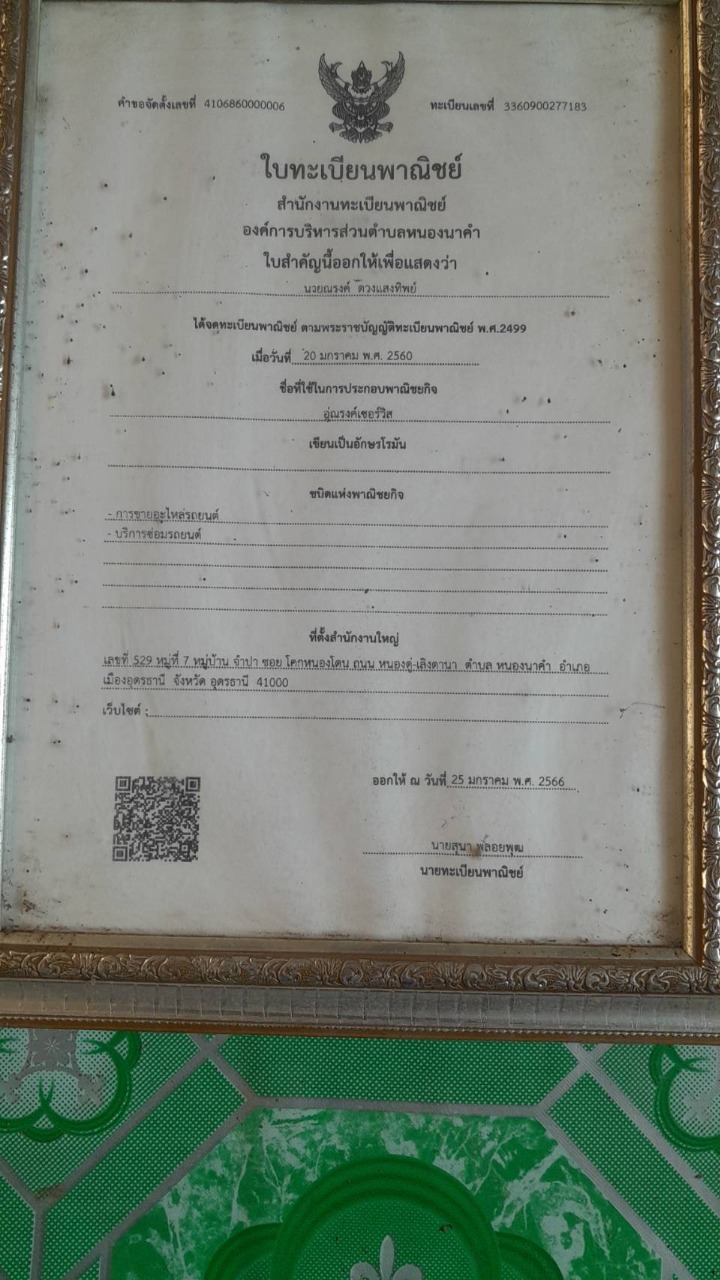 คำขอจัดตั้งเลขที่ 4106860000006
ทะเบียนเลขที่ 3360900277183
ใบทะเบียนพาณิชย์
สำนักงานทะเบียนพาณิชย์
องค์การบริหารส่วนตำบลหนองนาคำ
ใบสำคัญนี้ออกให้เพื่อแสดงว่า
นายณรงค์ ดวงแสงทิพย์
ได้จดทะเบียนพาณิชย์ ตามพระราชบัญญัติทะเบียนพาณิชย์ พ.ศ.2499
เมื่อวันที่ 20 มกราคม พ.ศ. 2560
ชื่อที่ใช้ในการประกอบพาณิชยกิจ
อู่ณรงค์เซอร์วิส
เขียนเป็นอักษรโรมัน
ชนิดแห่งพาณิชยกิจ
- การขายอะไหล่รถยนต์
- บริการซ่อมรถยนต์
ที่ตั้งสำนักงานใหญ่
เลขที่ 529 หมู่ที่ 7 หมู่บ้าน จำปา ซอย โคกหนองโดน ถนน หนองตู่-เลิงดานา ตำบล หนองนาคำ อำเภอ
เมืองอุดรธานี จังหวัด อุดรธานี 41000
เว็บไซต์ :
ออกให้ ณ วันที่ 25 มกราคม พ.ศ. 2566
นายสุนา พลอยพุฒ
นายทะเบียนพาณิชย์